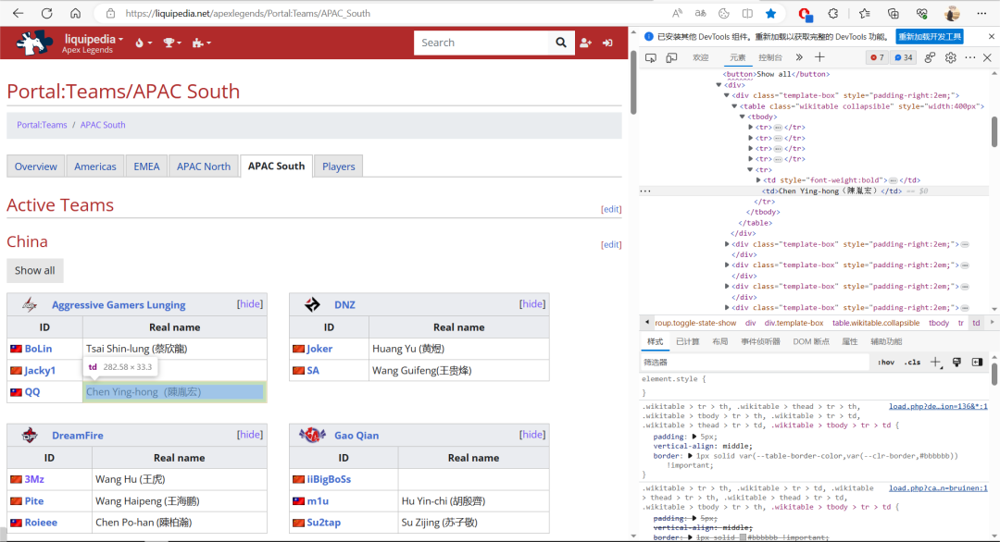 https://liquipedia.net/apexlegends/Portal:Teams/APAC_South
liquipedia
Apex Legends
Search
Portal:Teams/APAC South
Portal:Teams / APAC South
Overview Americas EMEA APAC North APAC South Players
Active Teams [edit]
China [edit]
Show all
Aggressive Gamers Lunging [hide]
ID Real name
BoLin Tsai Shin-lung (蔡欣龍)
Jacky1
td 282.58 × 33.3
QQ Chen Ying-hong（陳胤宏）
DNZ [hide]
ID Real name
Joker Huang Yu (黄煜)
SA Wang Guifeng(王贵烽)
DreamFire [hide]
ID Real name
3Mz Wang Hu (王虎)
Pite Wang Haipeng (王海鹏)
Roieee Chen Po-han (陳柏瀚)
Gao Qian [hide]
ID Real name
iiBigBoSs
m1u Hu Yin-chi (胡殷齊)
Su2tap Su Zijing (苏子敬)
已安装其他 DevTools 组件。重新加载以获取完整的 DevTools 功能。 重新加载开发工具
欢迎 元素 控制台 7 34
<button>Show all</button>
<div>
<div class="template-box" style="padding-right:2em;">
<table class="wikitable collapsible" style="width:400px">
<tbody>
<tr>⋯</tr>
<tr>⋯</tr>
<tr>⋯</tr>
<tr>⋯</tr>
<tr>
<td style="font-weight:bold">⋯</td>
<td>Chen Ying-hong（陳胤宏）</td> == $0
</tr>
</tbody>
</table>
</div>
<div class="template-box" style="padding-right:2em;">⋯
</div>
<div class="template-box" style="padding-right:2em;">⋯
</div>
<div class="template-box" style="padding-right:2em;">⋯
</div>
<div class="template-box" style="padding-right:2em;">⋯
roup.toggle-state-show div div.template-box table.wikitable.collapsible tbody tr td
样式 已计算 布局 事件侦听器 DOM 断点 属性 辅助功能
筛选器 :hov .cls
element.style {
}
.wikitable > tr > th, .wikitable > thead > tr > th, load.php?de…ion=136&*:1
.wikitable > tbody > tr > th, .wikitable > tr > td,
.wikitable > thead > tr > td, .wikitable > tbody > tr > td {
padding: 5px;
vertical-align: middle;
border: 1px solid var(--table-border-color,var(--clr-border,#bbbbbb))
!important;
}
.wikitable > tr > th, .wikitable > tr > td, .wikitable load.php?ca…n=bruinen:1
> thead > tr > th, .wikitable > thead > tr > td,
.wikitable > tbody > tr > th, .wikitable > tbody > tr > td {
padding: 5px;
vertical-align: middle;
border: 1px solid #bbbbbb !important;